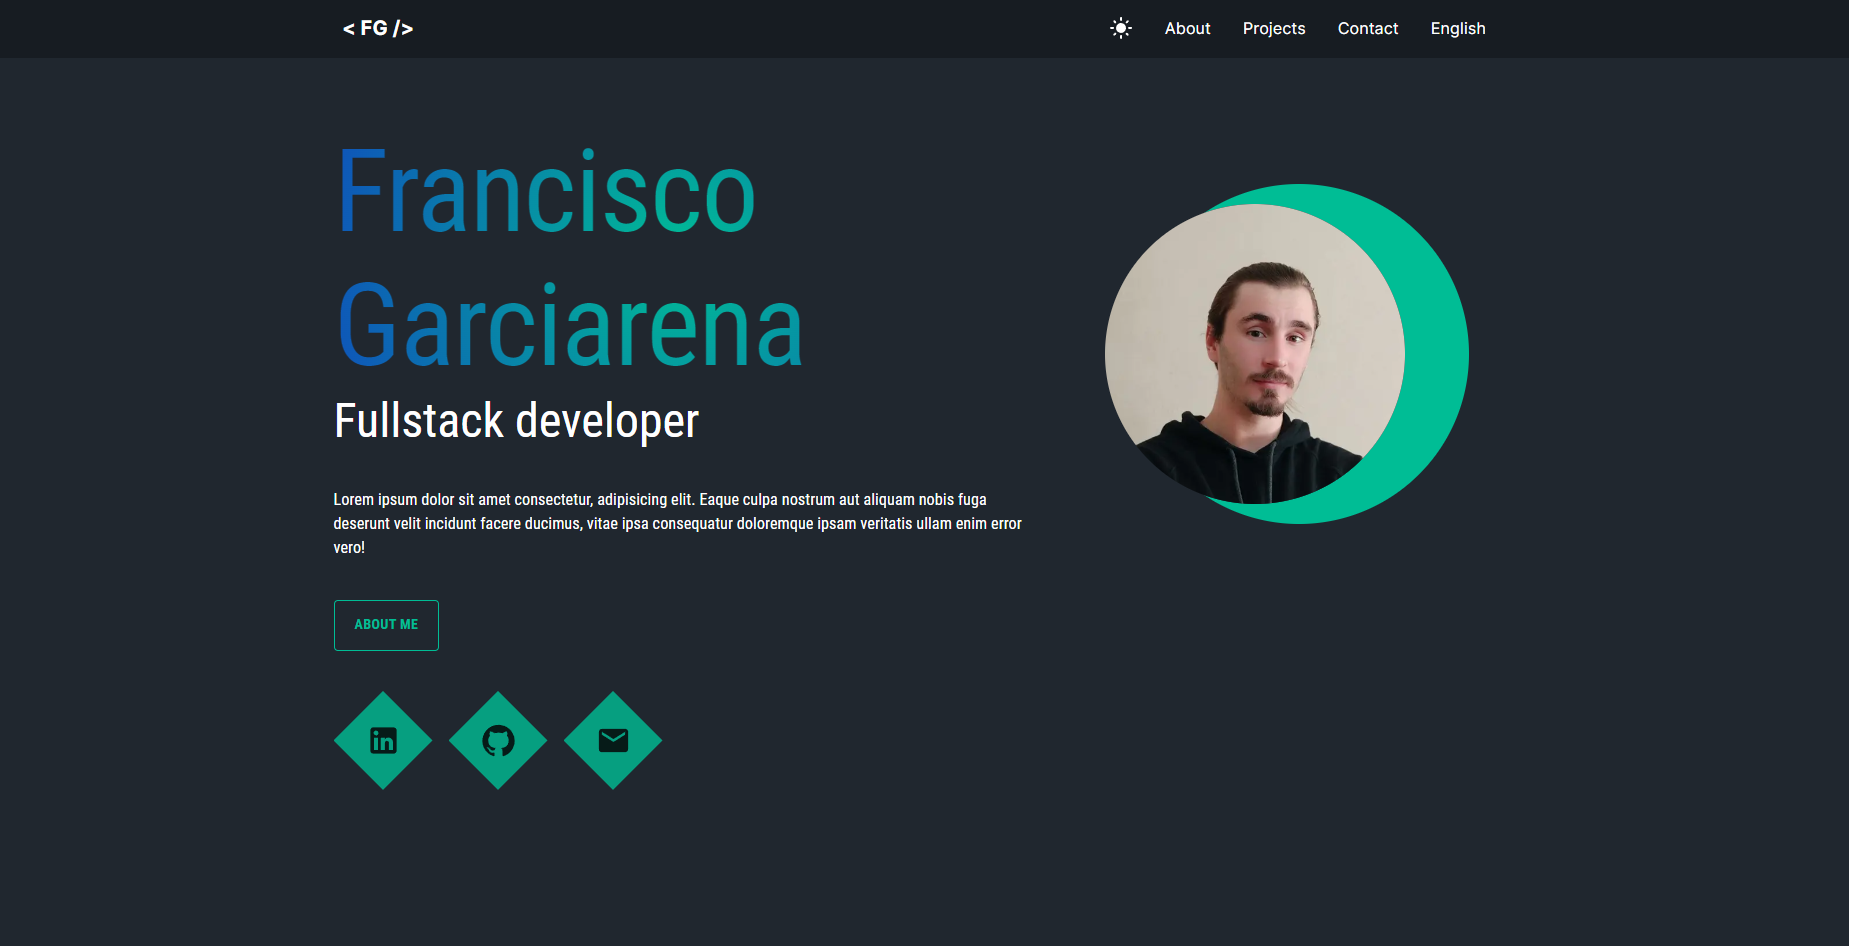 < FG />
About Projects Contact English
Francisco
Garciarena
Fullstack developer
Lorem ipsum dolor sit amet consectetur, adipisicing elit. Eaque culpa nostrum aut aliquam nobis fuga
deserunt velit incidunt facere ducimus, vitae ipsa consequatur doloremque ipsam veritatis ullam enim error
vero!
ABOUT ME
in